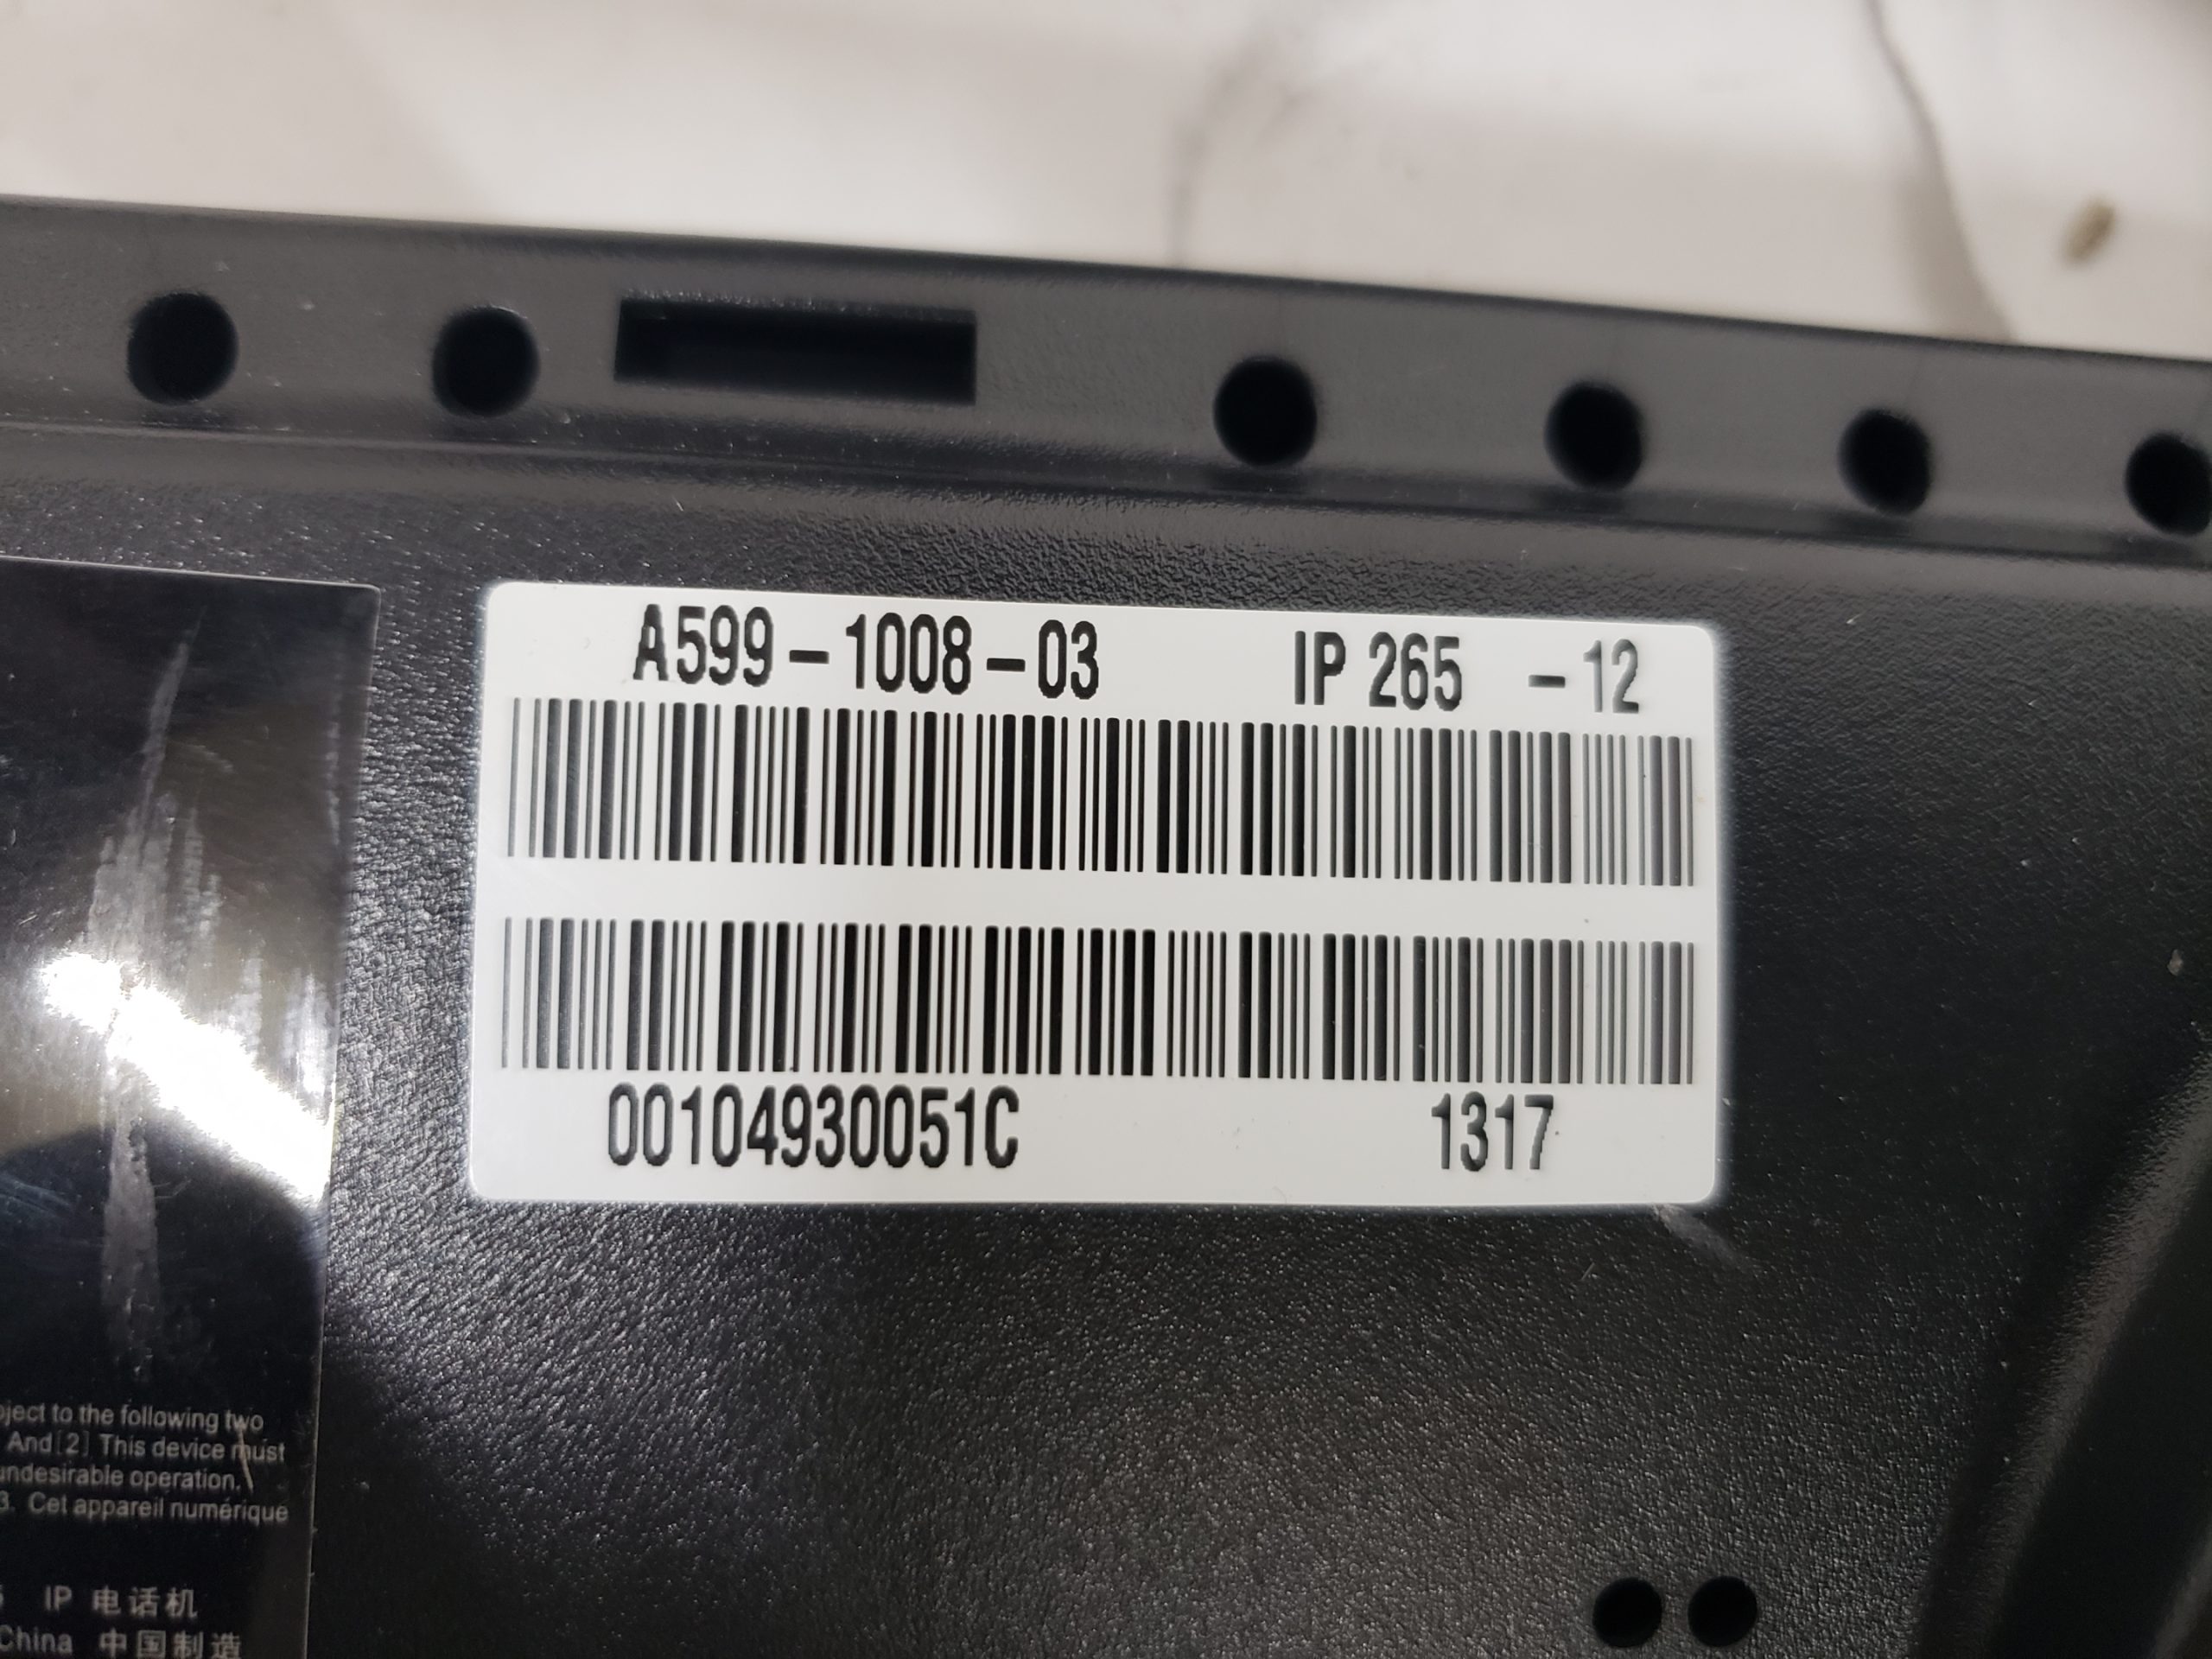 A599-1008-03 IP 265 -12
00104930051C 1317
ject to the following two
And [2] This device must
undesirable operation.
3. Cet appareil numérique
IP 电话机
China 中国制造